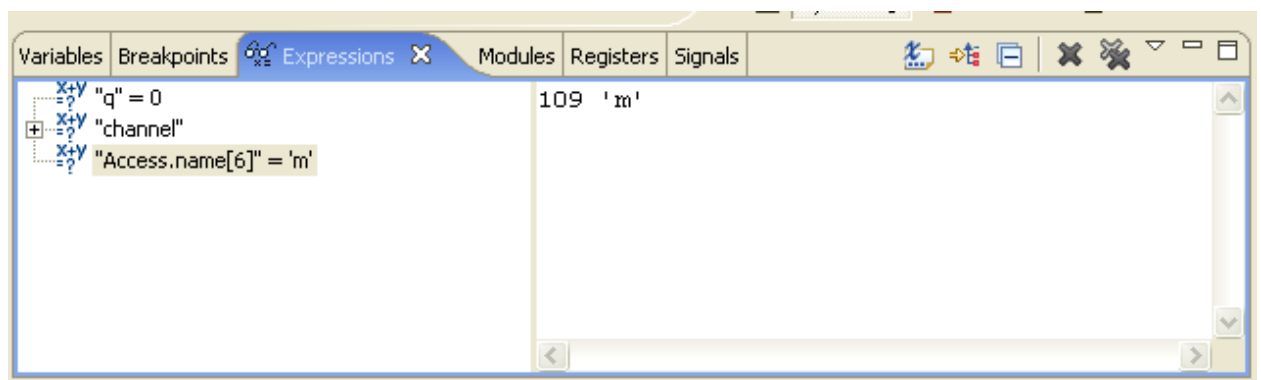 Variables Breakpoints Expressions Modules Registers Signals
"q" = 0
"channel"
"Access.name[6]" = 'm'
109 'm'